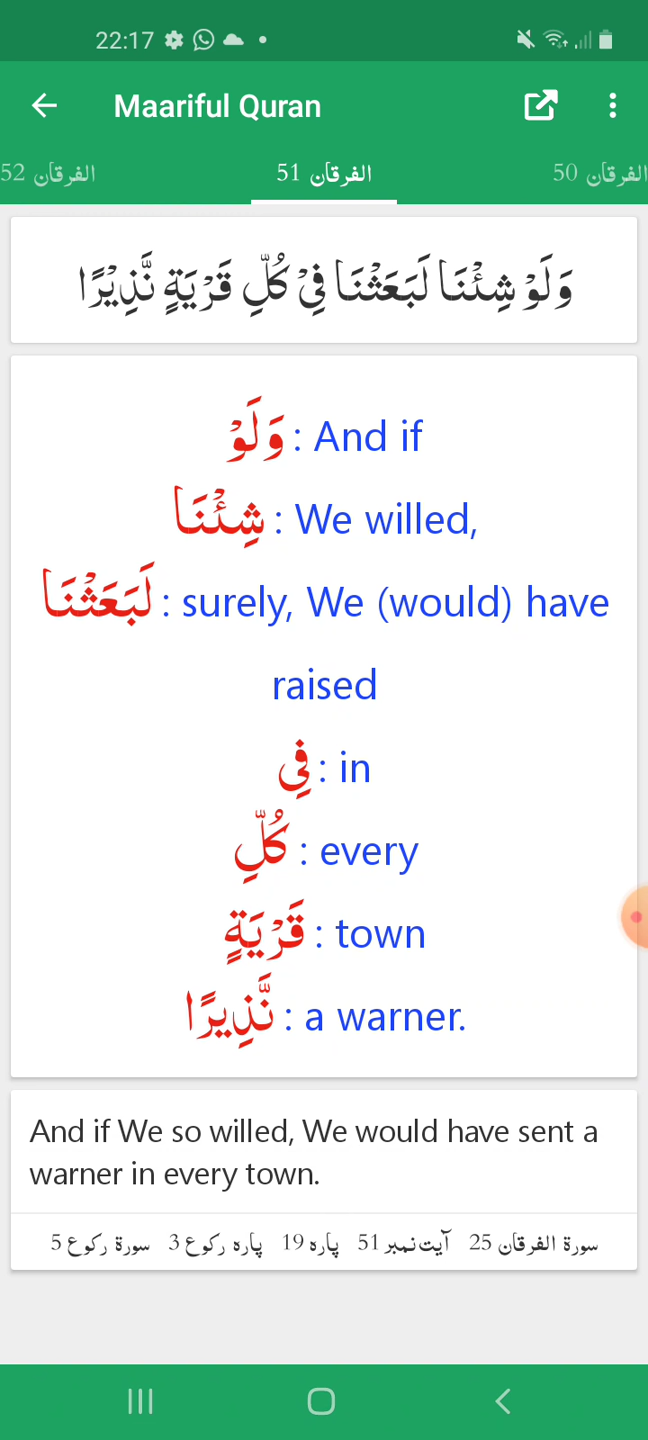 22:17
Maariful Quran
الفرقان 52 الفرقان 51 الفرقان 50
وَلَوْ شِئْنَا لَبَعَثْنَا فِیْ كُلِّ قَرْیَةٍ نَّذِیْرًا
وَلَوْ : And if
شِئْنَا : We willed,
لَبَعَثْنَا : surely, We (would) have
raised
فِی : in
كُلِّ : every
قَرْیَةٍ : town
نَّذِیرًا : a warner.
And if We so willed, We would have sent a
warner in every town.
سورۃ الفرقان 25 آیت نمبر 51 پارہ 19 پارہ رکوع 3 سورۃ رکوع 5